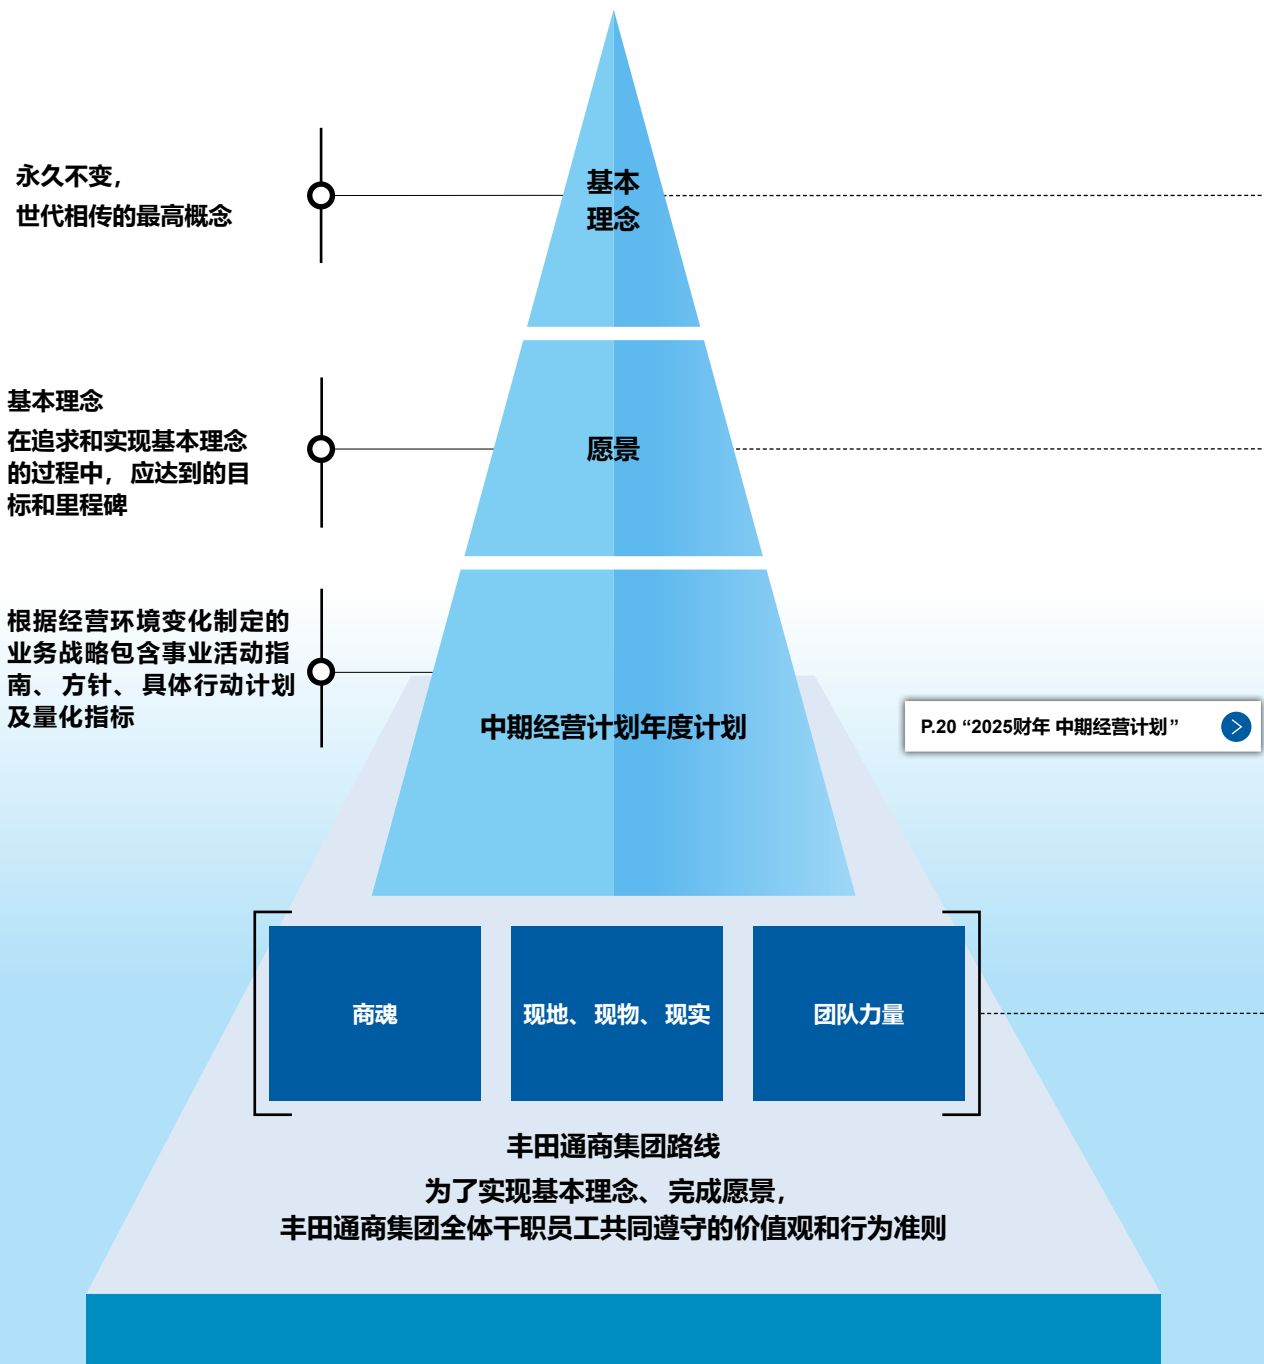 永久不变，
世代相传的最高概念
基本
理念
基本理念
在追求和实现基本理念
的过程中， 应达到的目
标和里程碑
愿景
根据经营环境变化制定的
业务战略包含事业活动指
南、 方针、 具体行动计划
及量化指标
中期经营计划年度计划
P.20 “2025财年 中期经营计划”
商魂
现地、 现物、 现实
团队力量
丰田通商集团路线
为了实现基本理念、 完成愿景，
丰田通商集团全体干职员工共同遵守的价值观和行为准则